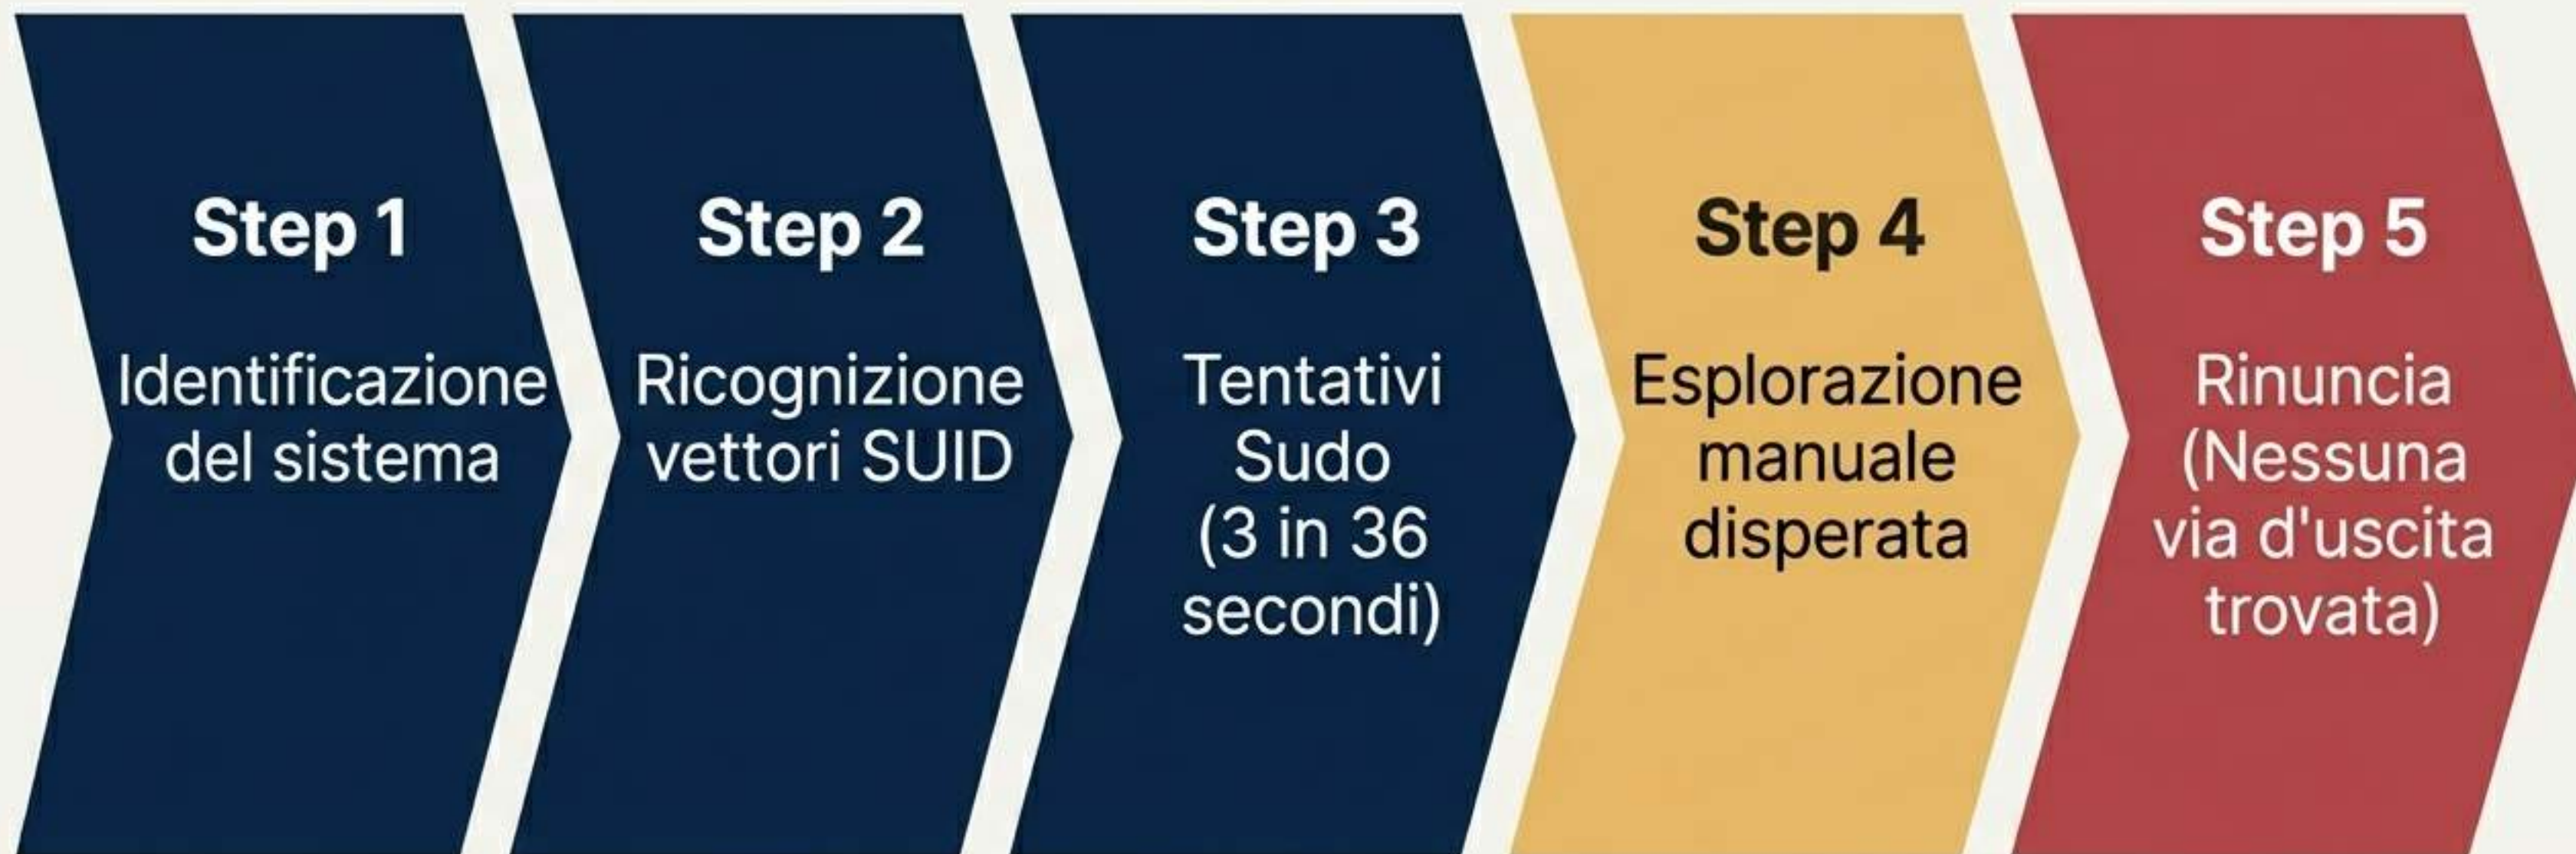 Step 1
Identificazione
del sistema
Step 2
Ricognizione
vettori SUID
Step 3
Tentativi
Sudo
(3 in 36
secondi)
Step 4
Esplorazione
manuale
disperata
Step 5
Rinuncia
(Nessuna
via d'uscita
trovata)